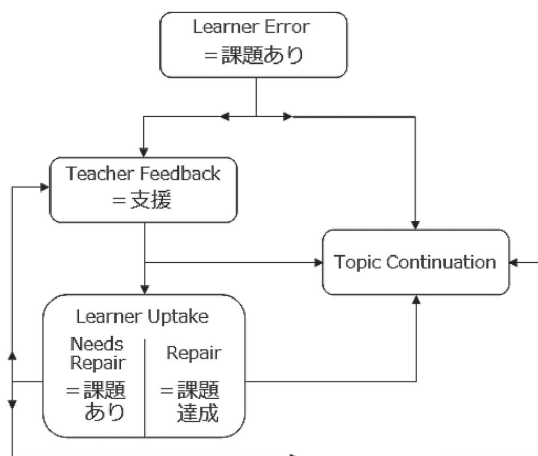 Learner Error
＝課題あり
Teacher Feedback
＝支援
Topic Continuation
Learner Uptake
Needs
Repair
＝課題
あり
Repair
＝課題
達成